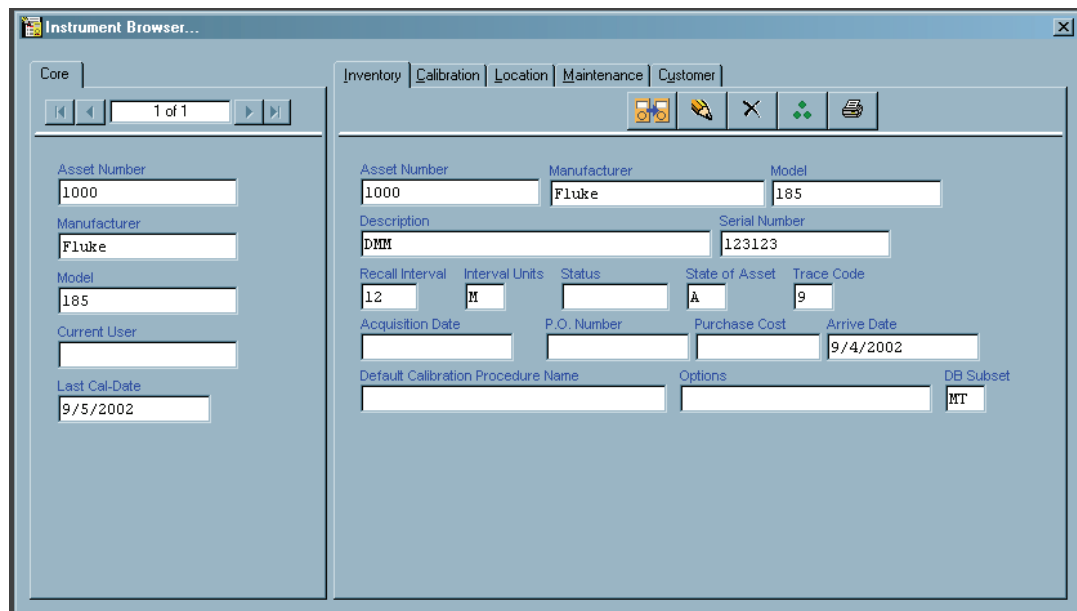 Instrument Browser...
Core
1 of 1
Asset Number
1000
Manufacturer
Fluke
Model
185
Current User
Last Cal-Date
9/5/2002
Inventory Calibration Location Maintenance Customer
Asset Number Manufacturer Model
1000 Fluke 185
Description Serial Number
DMM 123123
Recall Interval Interval Units Status State of Asset Trace Code
12 M A 9
Acquisition Date P.O. Number Purchase Cost Arrive Date
9/4/2002
Default Calibration Procedure Name Options DB Subset
MT